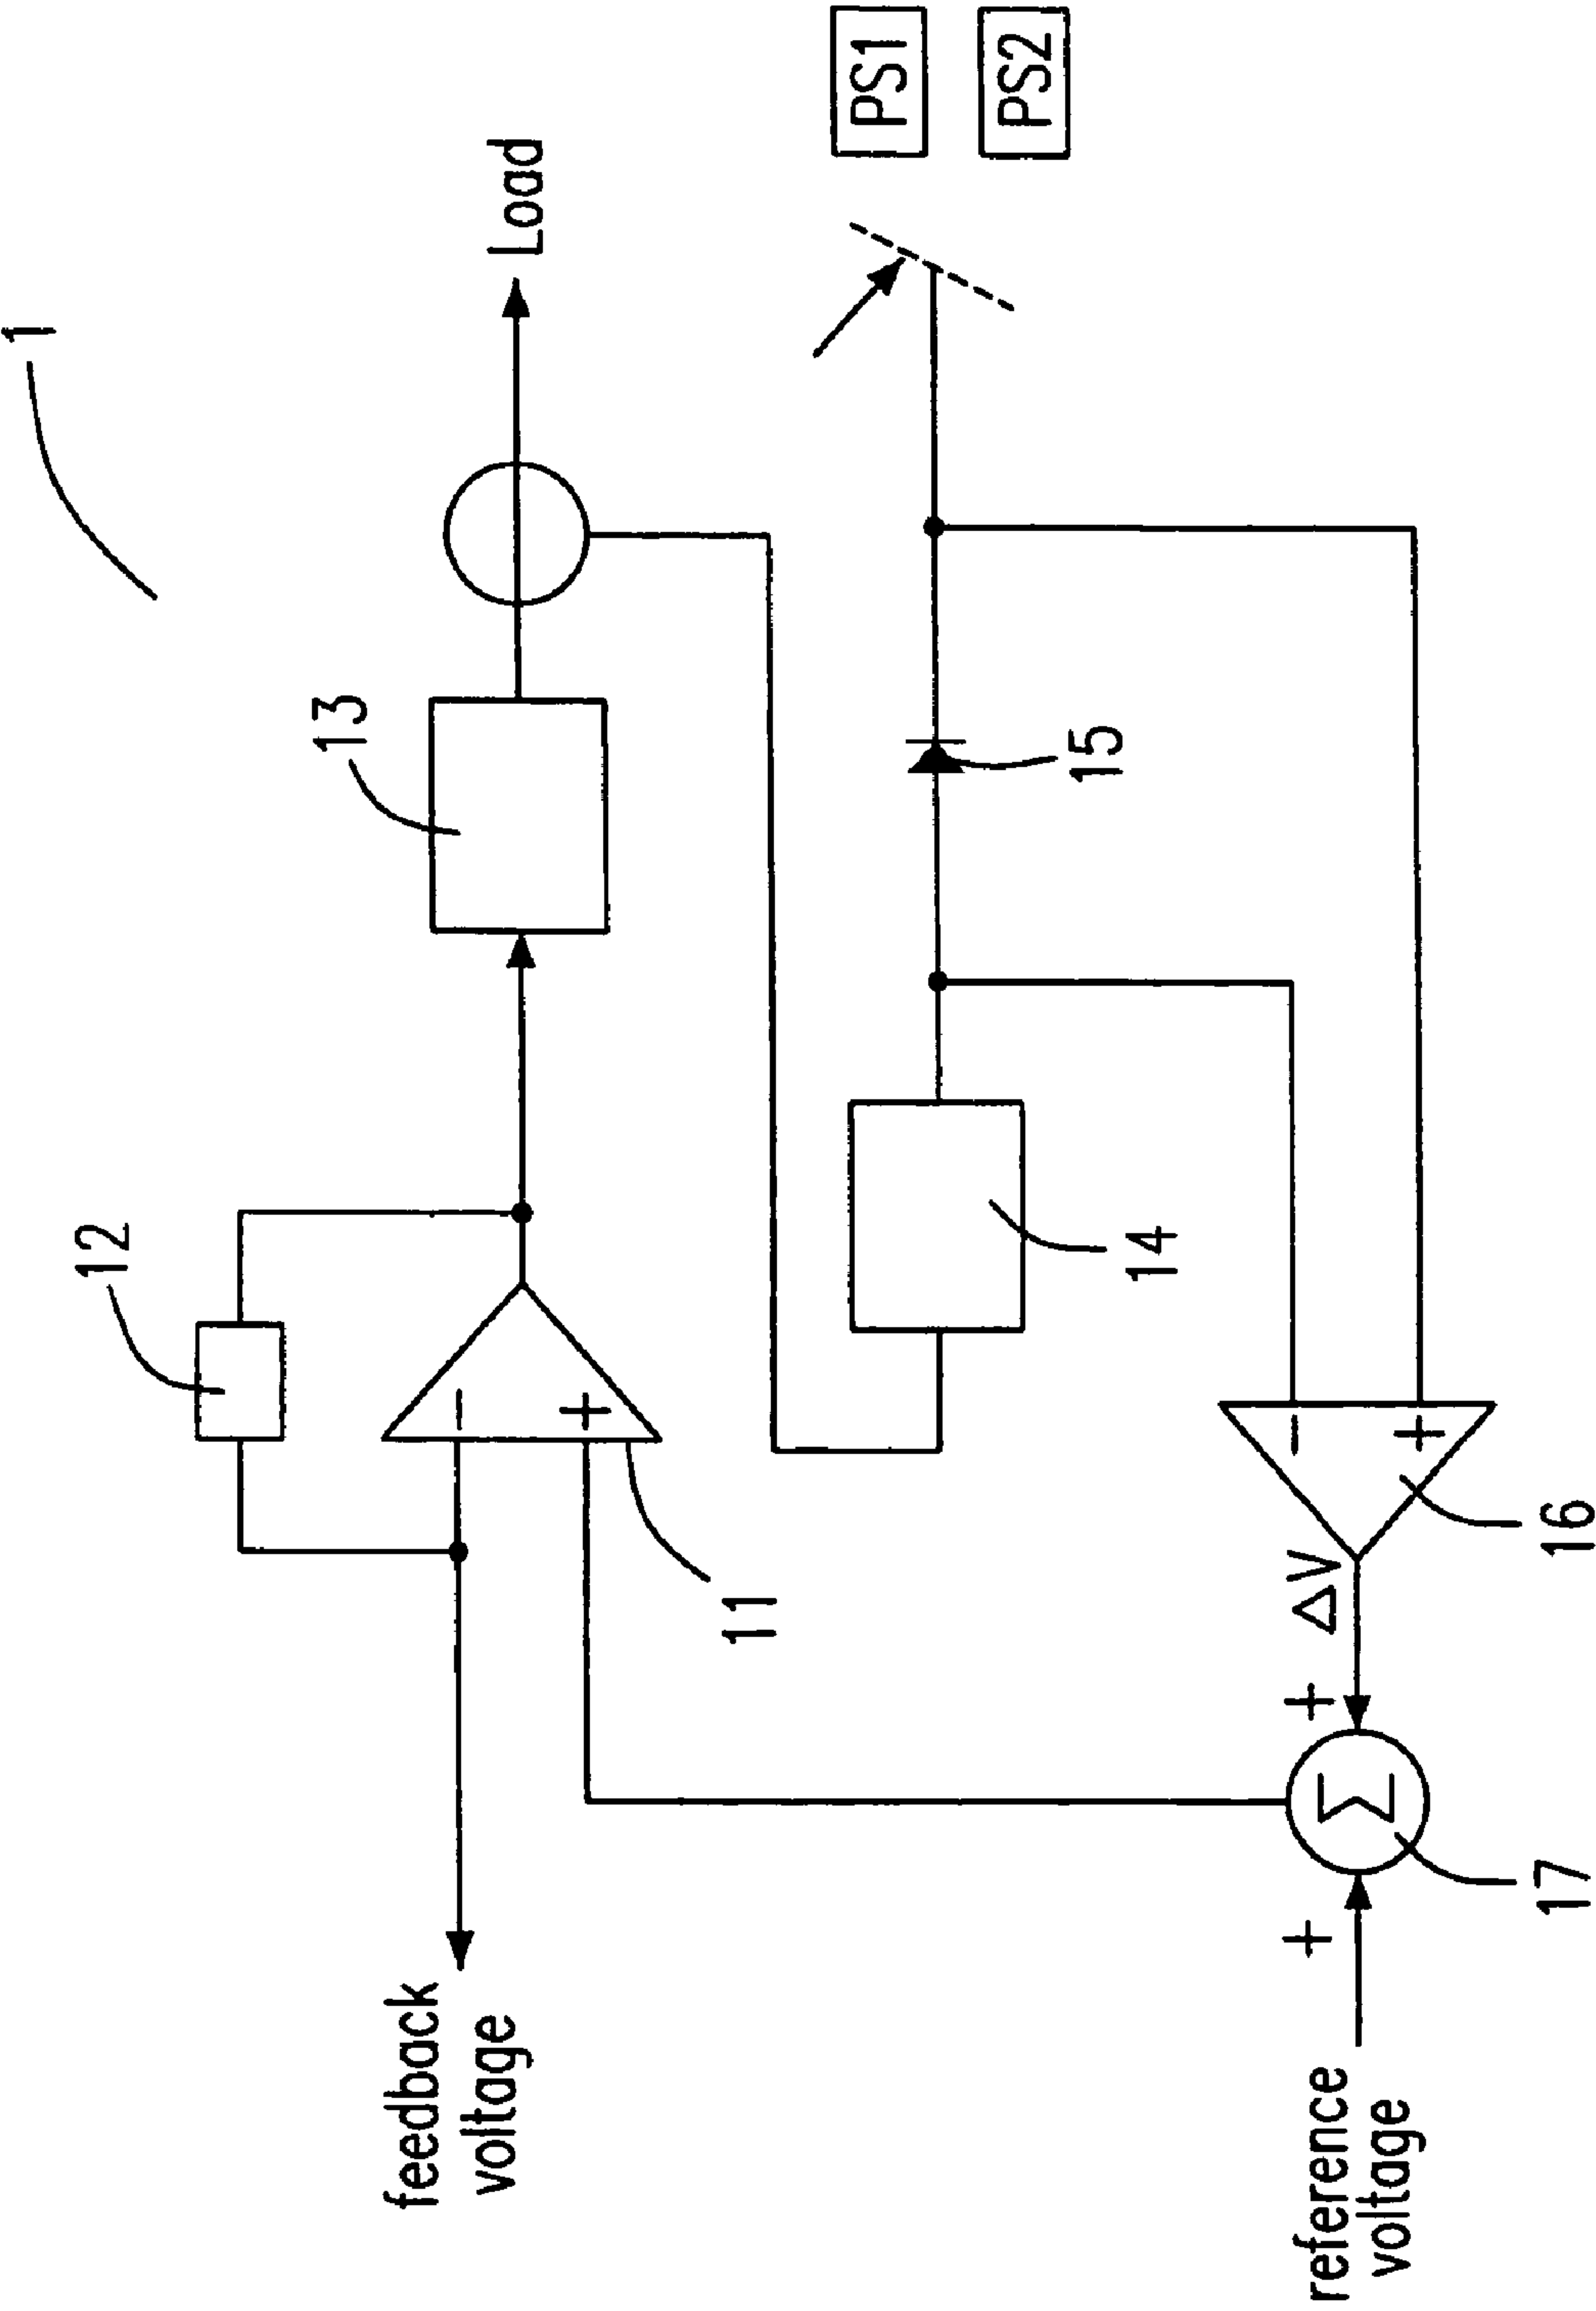 1
Load
13
12
-
+
11
feedback
voltage
PS1
PS2
15
14
-
+
16
ΔV
+
Σ
17
+
reference
voltage